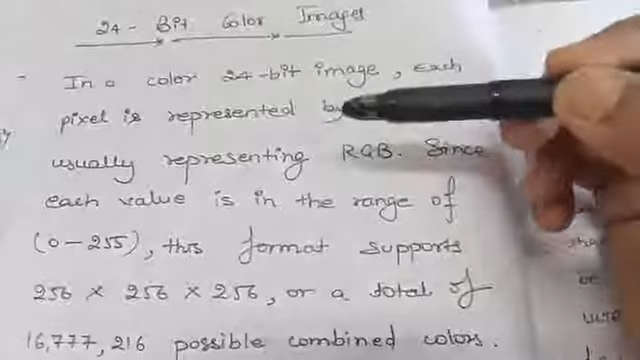 24-Bit Color Images
In a color 24-bit image, each
pixel is represented by
usually representing RGB. Since
each value is in the range of
(0-255), this format supports
256 × 256 × 256, or a total of
16,777,216 possible combined colors.
be